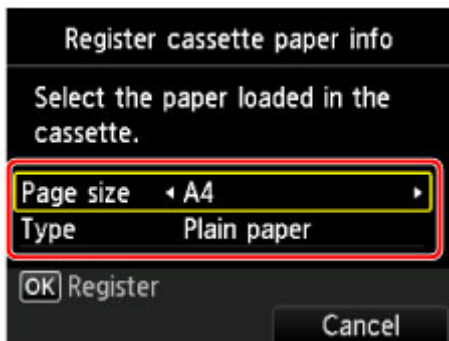 Register cassette paper info
Select the paper loaded in the
cassette.
Page size A4
Type Plain paper
OK Register
Cancel